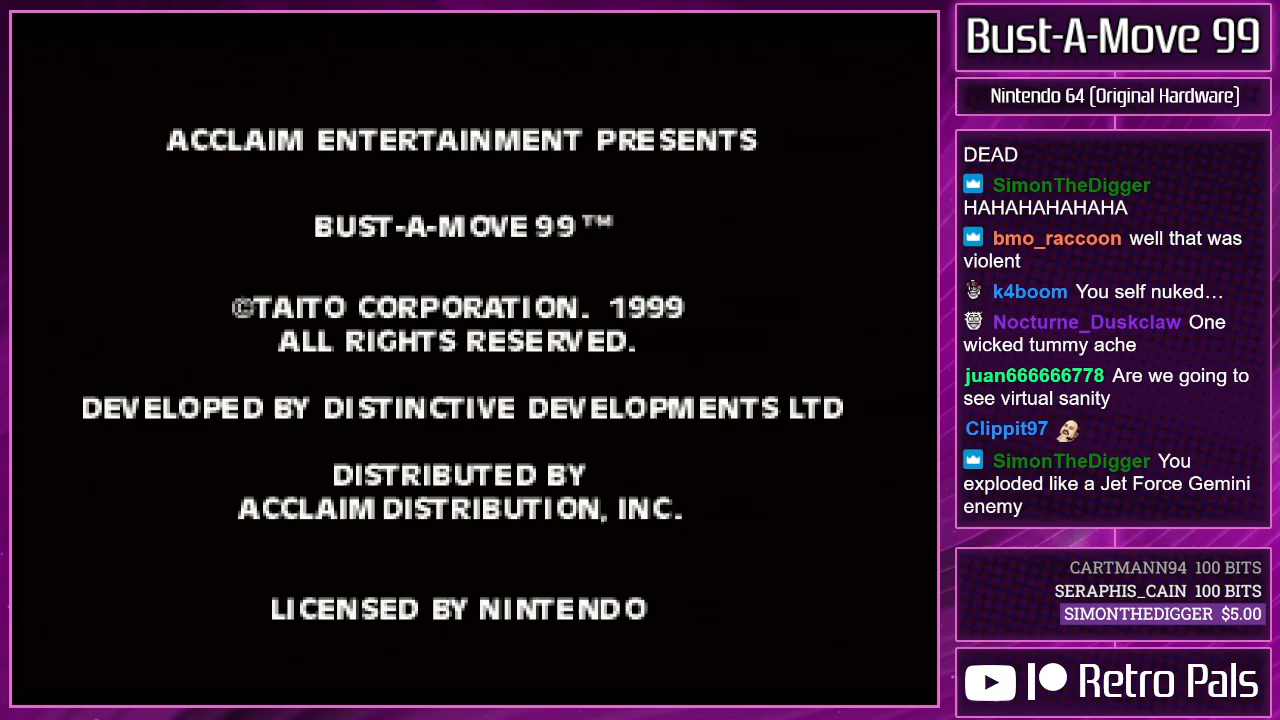 ACCLAIM ENTERTAINMENT PRESENTS
BUST-A-MOVE 99™
©TAITO CORPORATION. 1999
ALL RIGHTS RESERVED.
DEVELOPED BY DISTINCTIVE DEVELOPMENTS LTD
DISTRIBUTED BY
ACCLAIM DISTRIBUTION, INC.
LICENSED BY NINTENDO
Bust-A-Move 99
Nintendo 64 (Original Hardware)
DEAD
SimonTheDigger
HAHAHAHAHAHA
bmo_raccoon well that was
violent
k4boom You self nuked...
Nocturne_Duskclaw One
wicked tummy ache
juan666666778 Are we going to
see virtual sanity
Clippit97
SimonTheDigger You
exploded like a Jet Force Gemini
enemy
CARTMANN94 100 BITS
SERAPHIS_CAIN 100 BITS
SIMONTHEDIGGER $5.00
Retro Pals